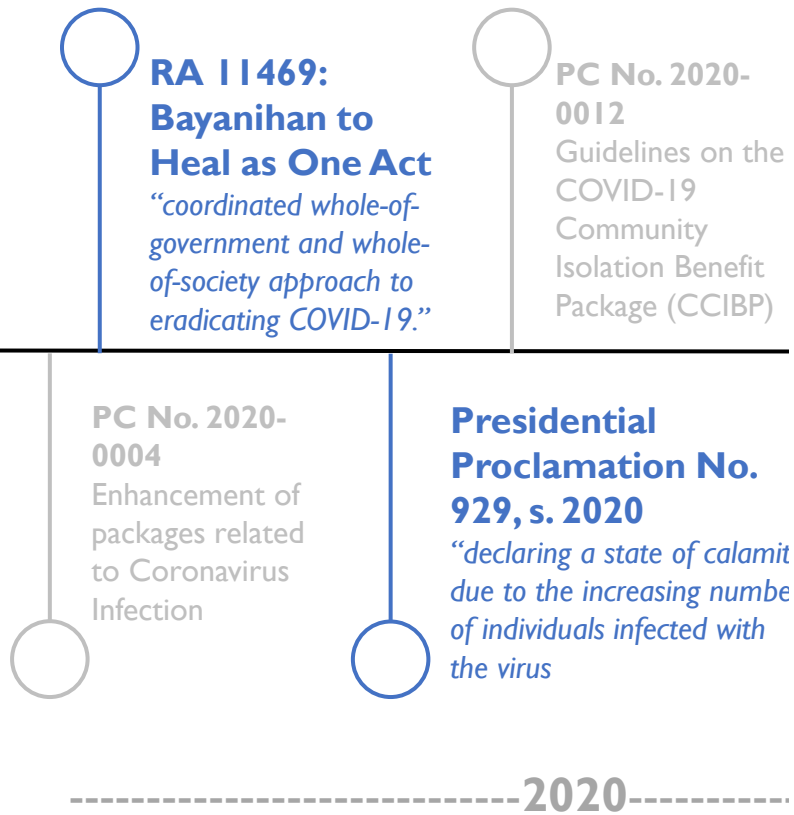 RA 11469:
Bayanihan to
Heal as One Act
“coordinated whole-of-
government and whole-
of-society approach to
eradicating COVID-19.”
PC No. 2020-
0012
Guidelines on the
COVID-19
Community
Isolation Benefit
Package (CCIBP)
PC No. 2020-
0004
Enhancement of
packages related
to Coronavirus
Infection
Presidential
Proclamation No.
929, s. 2020
“declaring a state of
due to the increasing
of individuals infected with
the virus
2020